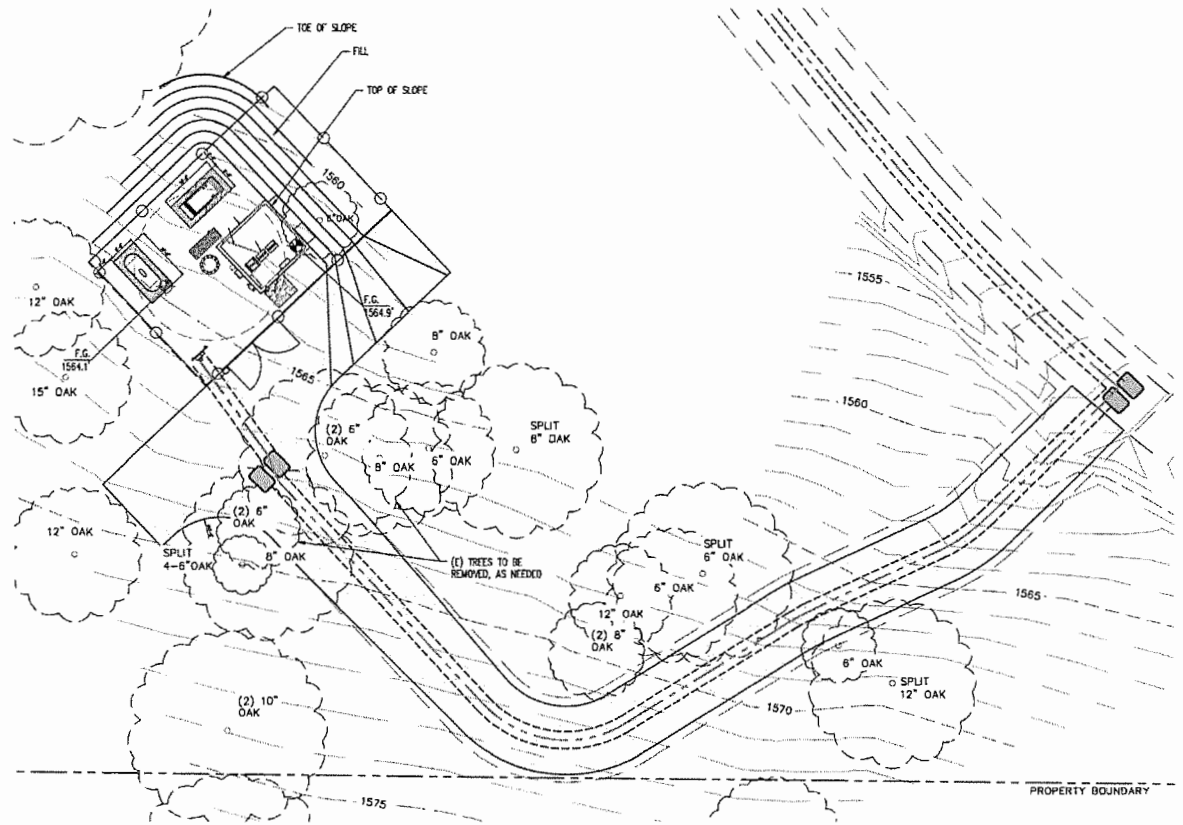 TOE OF SLOPE
FILL
TOP OF SLOPE
1560
8" OAK
1555
12" OAK
F.G.
1564.9'
F.G.
1564.1'
8" OAK
1565
15" OAK
1560
(2) 6"
OAK
SPLIT
8" OAK
8" OAK
6" OAK
(2) 6"
OAK
12" OAK
SPLIT
4-6" OAK
8" OAK
(E) TREES TO BE
REMOVED, AS NEEDED
SPLIT
6" OAK
6" OAK
12" OAK
(2) 8"
OAK
1565
6" OAK
SPLIT
12" OAK
(2) 10"
OAK
1570
PROPERTY BOUNDARY
1575